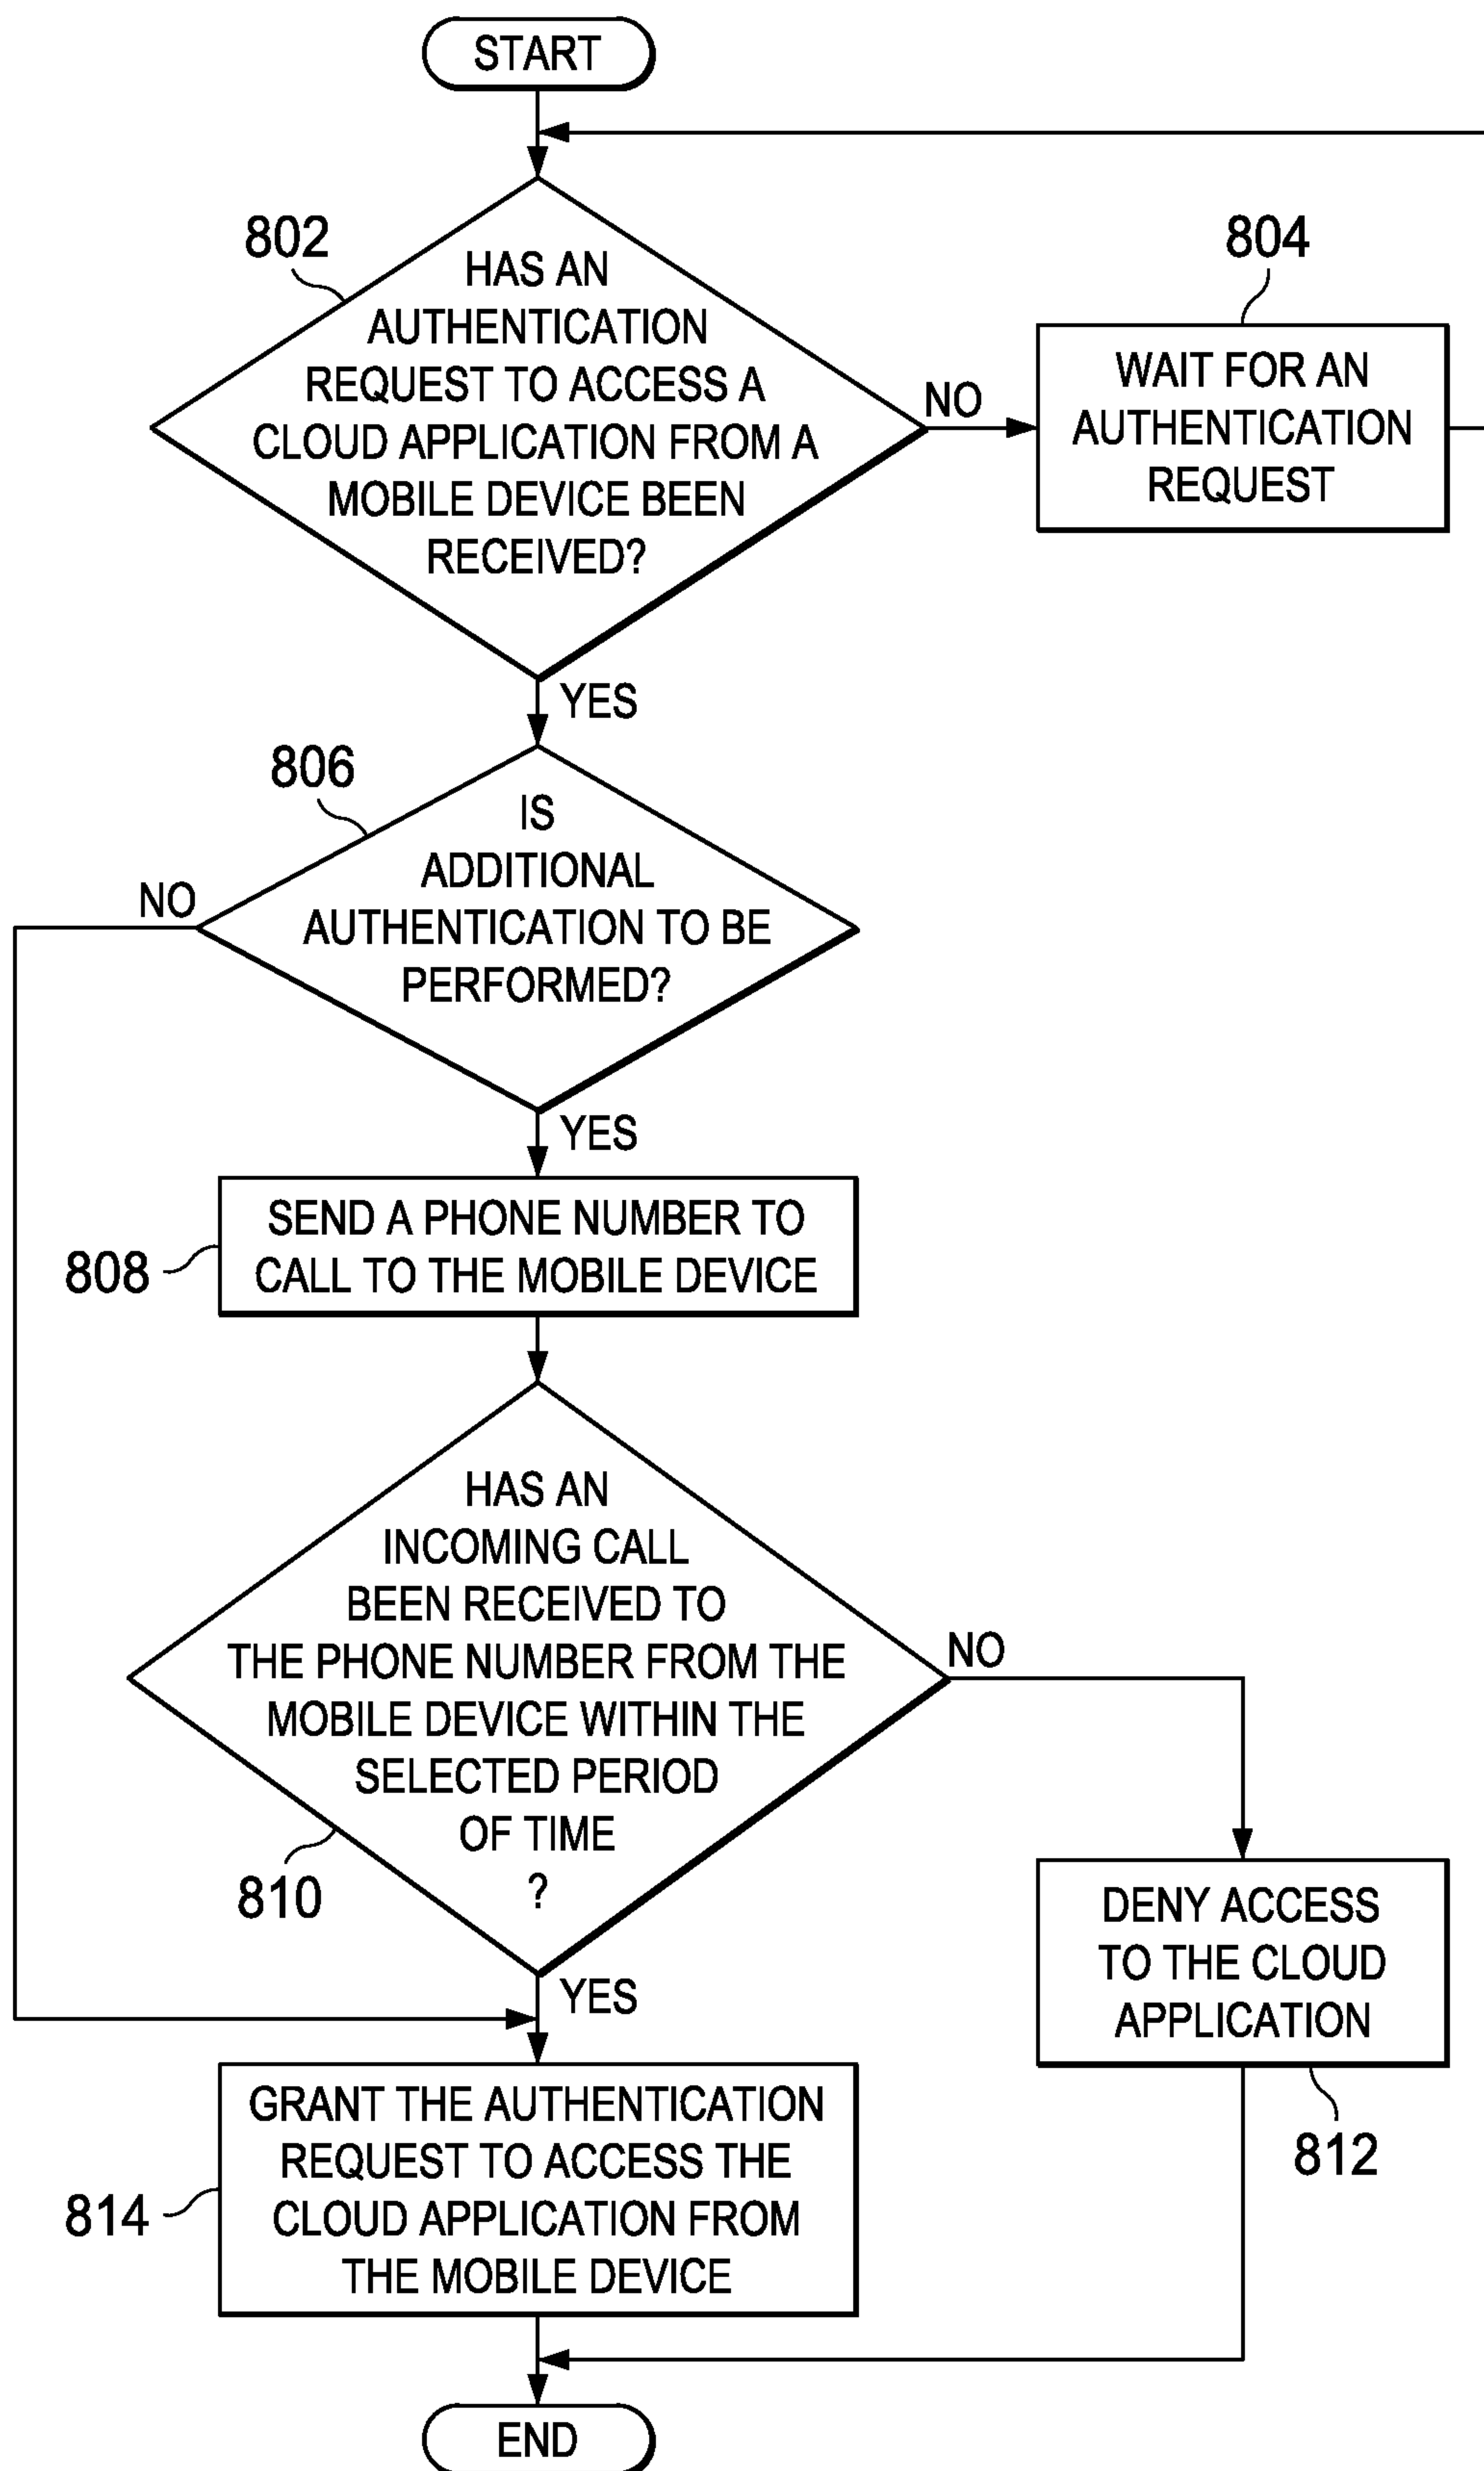 START
802
HAS AN
AUTHENTICATION
REQUEST TO ACCESS A
CLOUD APPLICATION FROM A
MOBILE DEVICE BEEN
RECEIVED?
NO
804
WAIT FOR AN
AUTHENTICATION
REQUEST
YES
806
IS
ADDITIONAL
AUTHENTICATION TO BE
PERFORMED?
NO
YES
808
SEND A PHONE NUMBER TO
CALL TO THE MOBILE DEVICE
HAS AN
INCOMING CALL
BEEN RECEIVED TO
THE PHONE NUMBER FROM THE
MOBILE DEVICE WITHIN THE
SELECTED PERIOD
OF TIME
?
810
NO
YES
DENY ACCESS
TO THE CLOUD
APPLICATION
812
GRANT THE AUTHENTICATION
REQUEST TO ACCESS THE
CLOUD APPLICATION FROM
THE MOBILE DEVICE
814
END